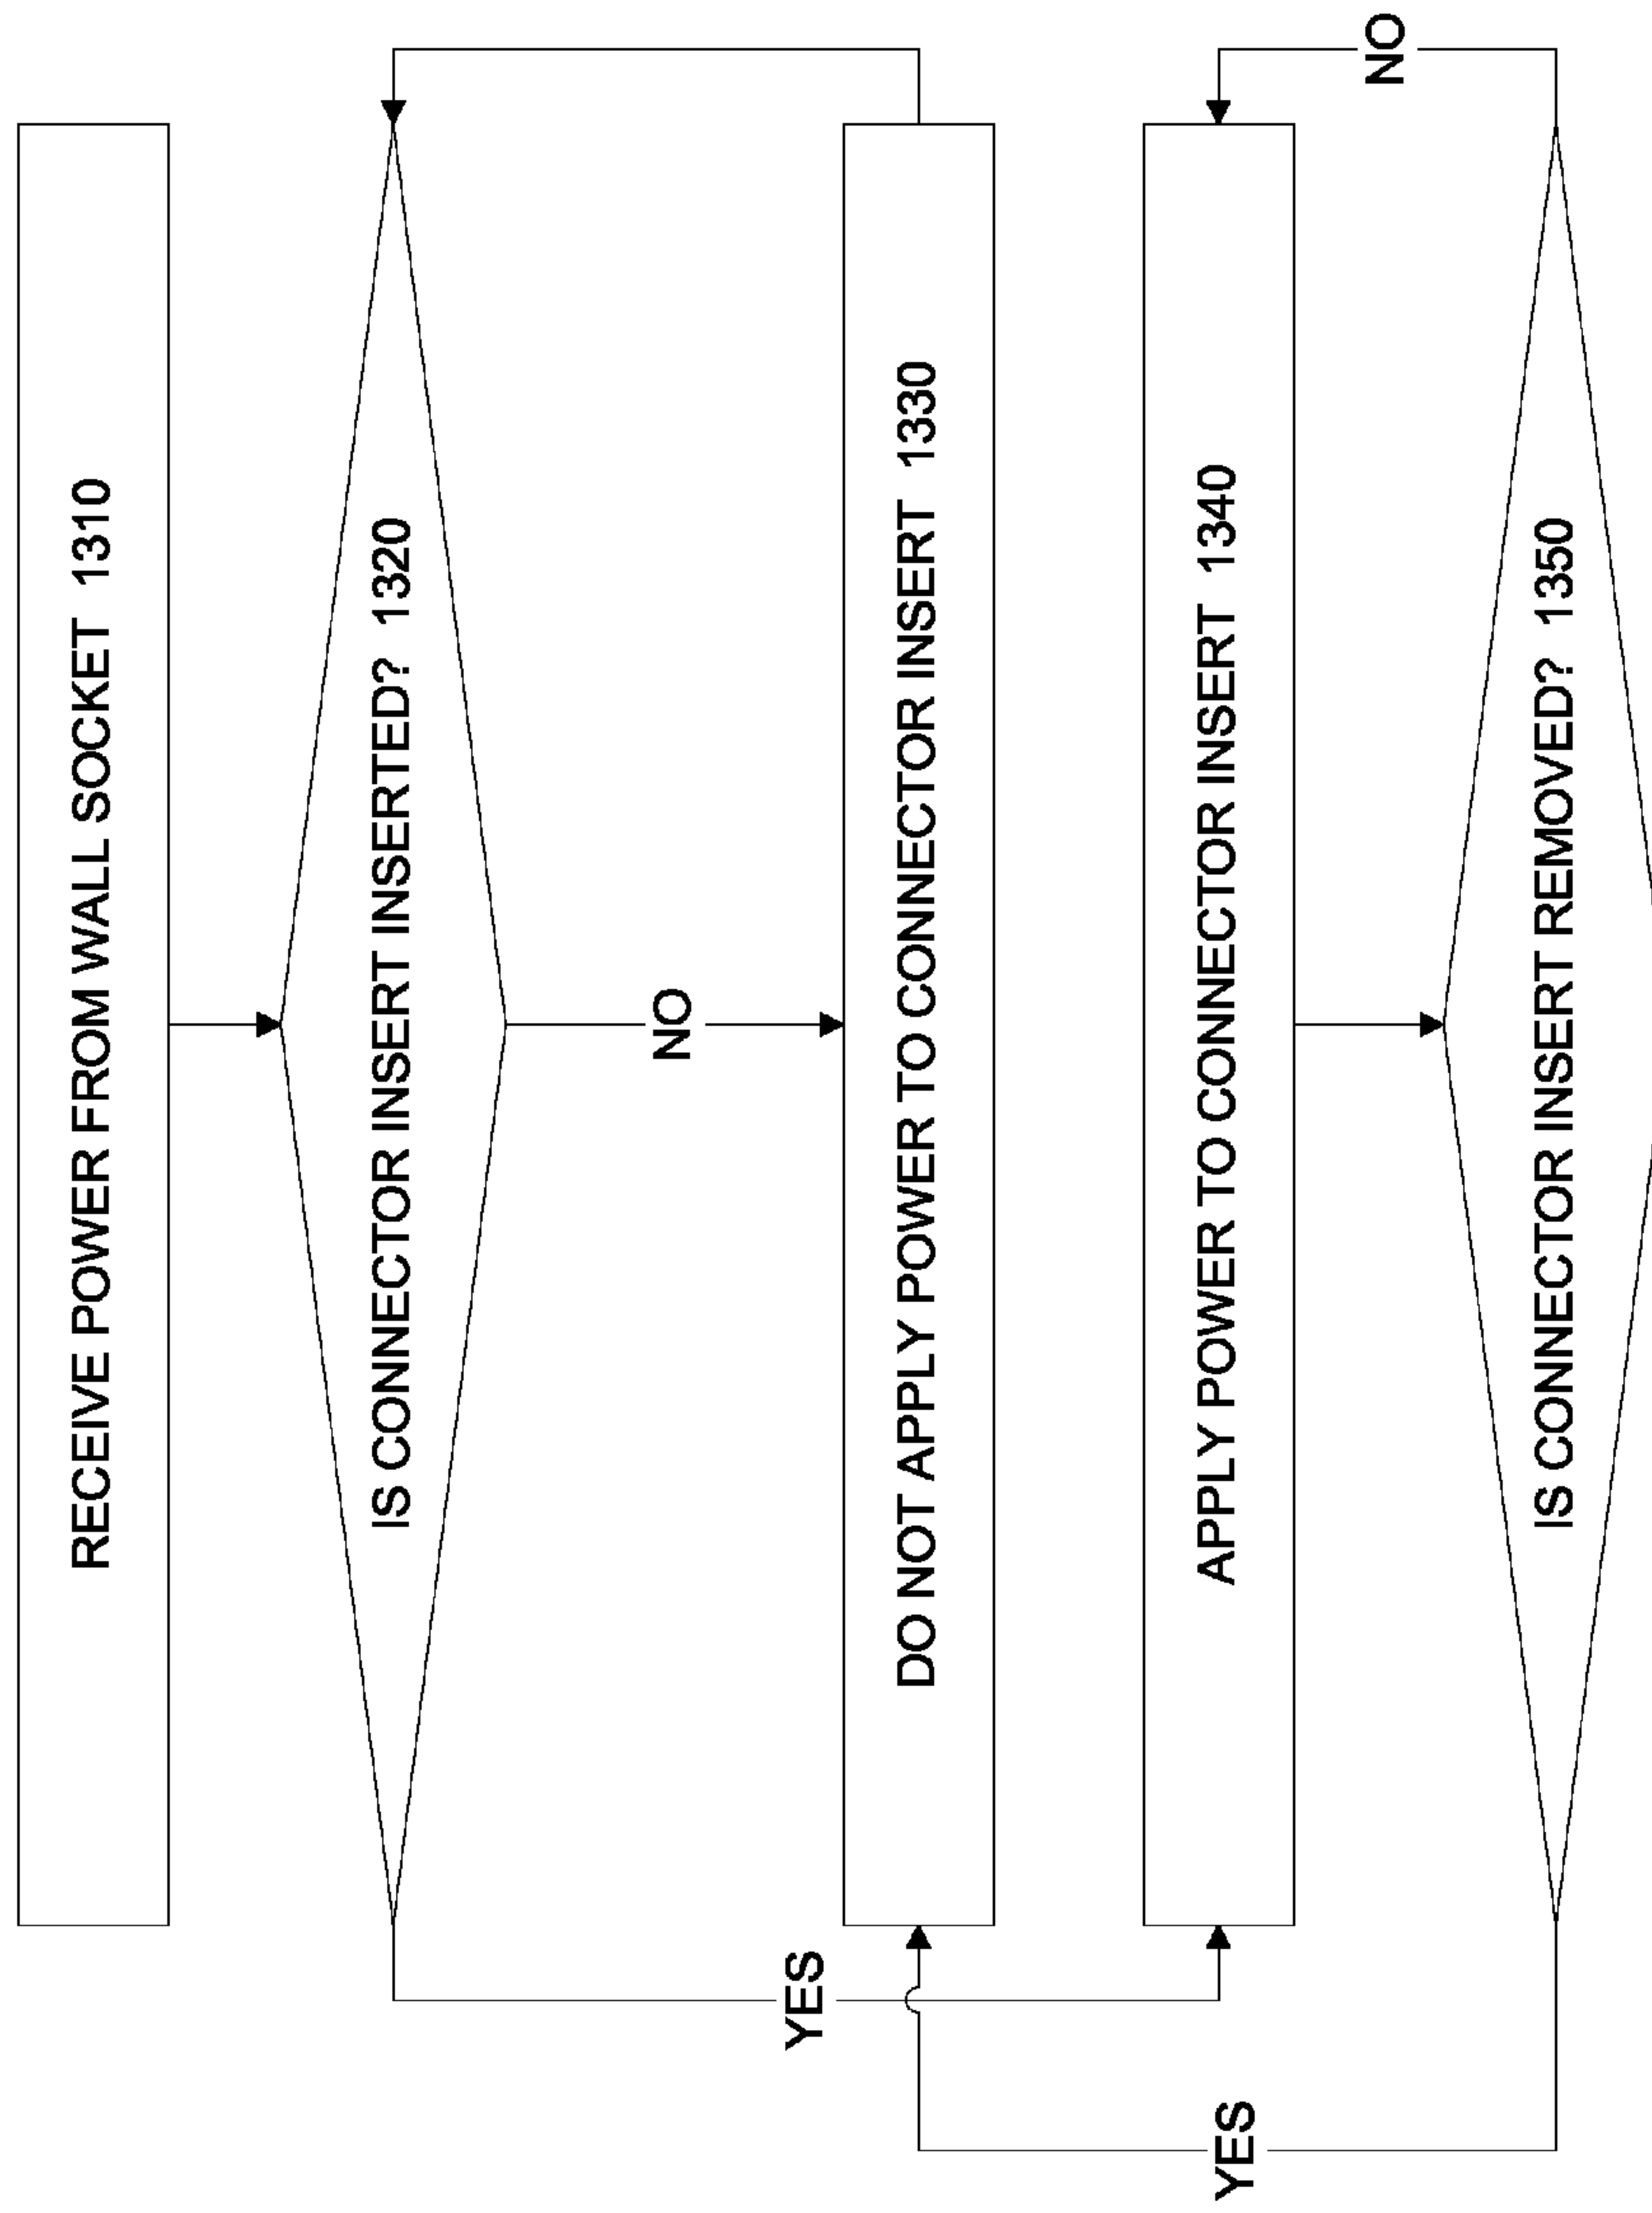 RECEIVE POWER FROM WALL SOCKET 1310
IS CONNECTOR INSERT INSERTED? 1320
NO
YES
DO NOT APPLY POWER TO CONNECTOR INSERT 1330
APPLY POWER TO CONNECTOR INSERT 1340
YES
NO
IS CONNECTOR INSERT REMOVED? 1350